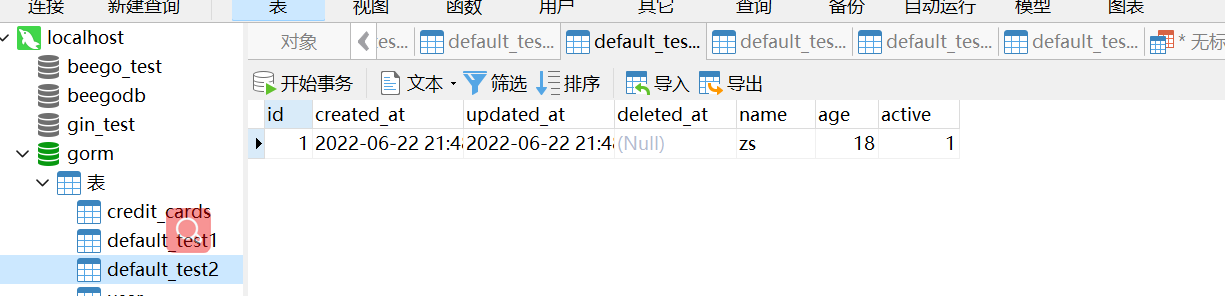 连接 新建查询 表 视图 函数 用户 其它 查询 备份 自动运行 模型 图表
localhost
beego_test
beegodb
gin_test
gorm
表
credit_cards
default_test1
default_test2
对象 es... default_tes... default_tes... default_tes... default_tes... default_tes... * 无标
开始事务 文本 筛选 排序 导入 导出
id created_at updated_at deleted_at name age active
1 2022-06-22 21:48 2022-06-22 21:48 (Null) zs 18 1